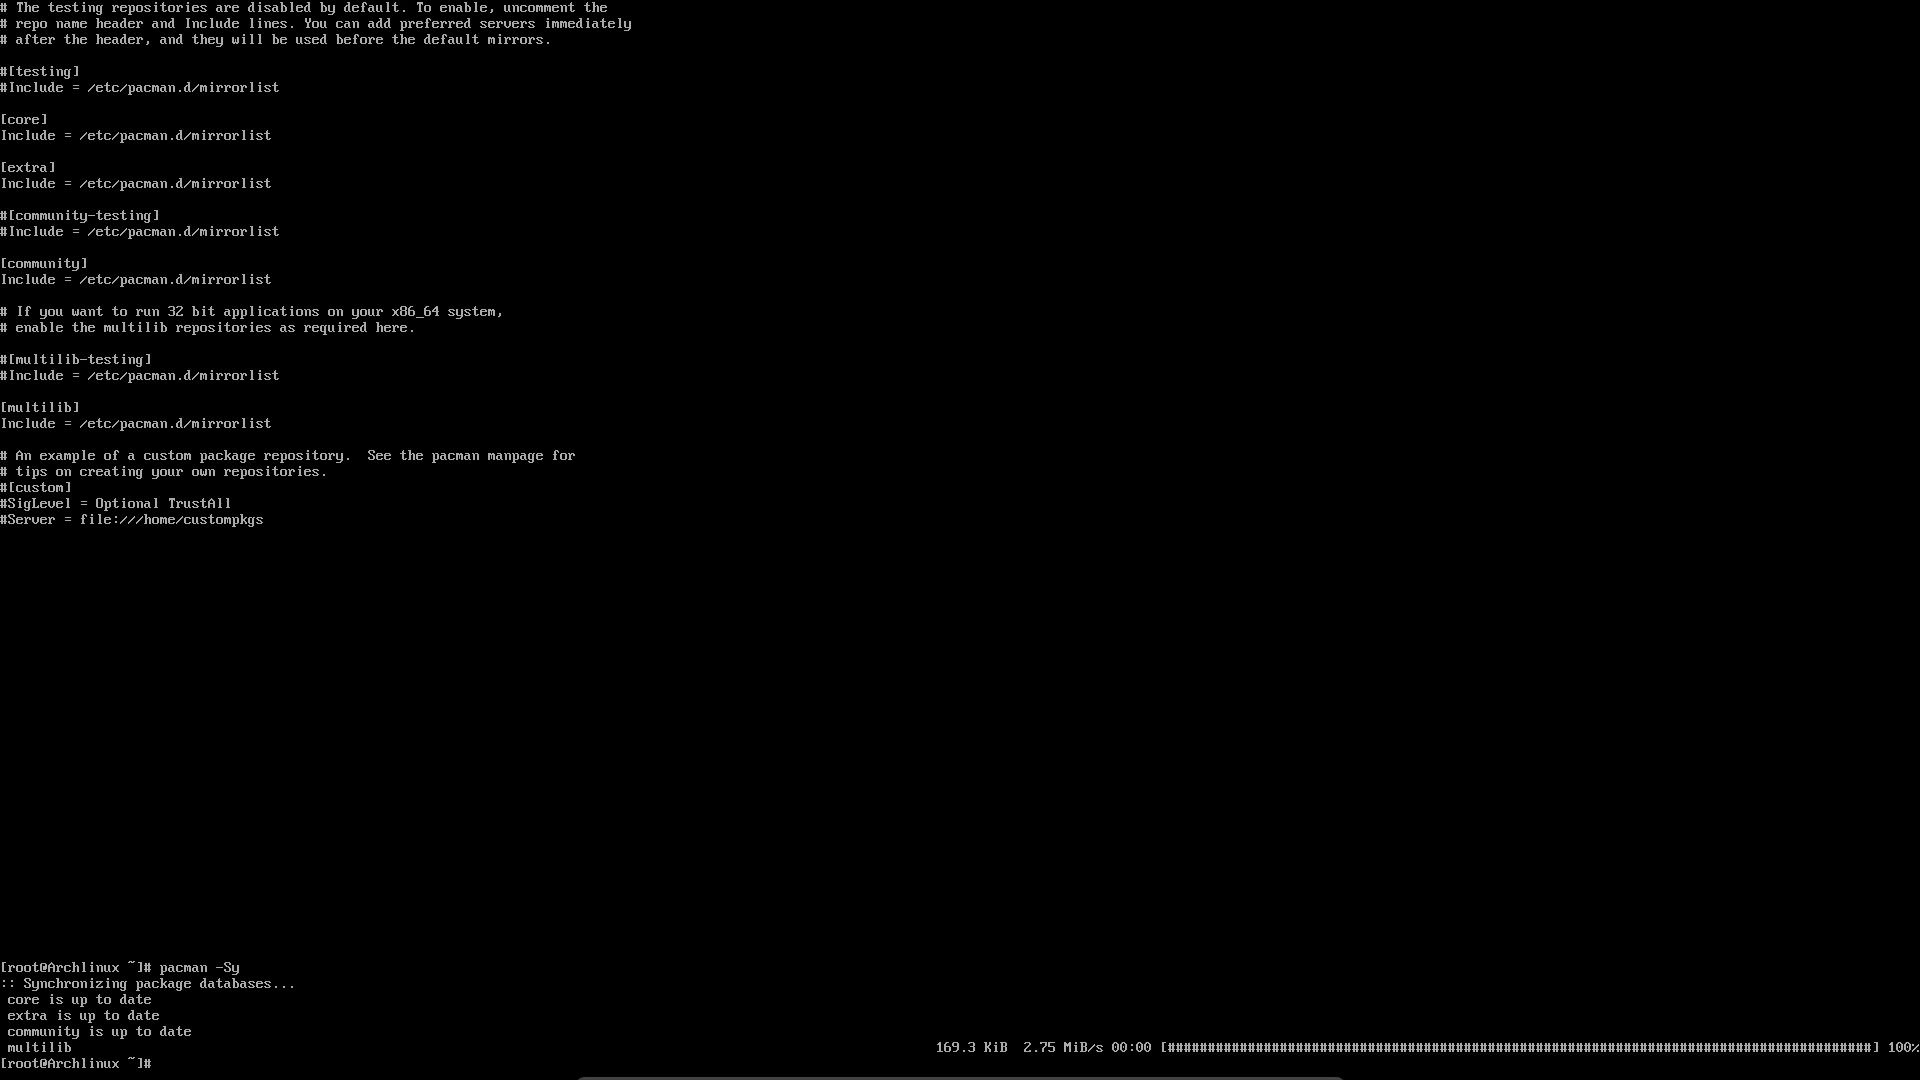 # The testing repositories are disabled by default. To enable, uncomment the
# repo name header and Include lines. You can add preferred servers immediately
# after the header, and they will be used before the default mirrors.
#[testing]
#Include = /etc/pacman.d/mirrorlist
[core]
Include = /etc/pacman.d/mirrorlist
[extra]
Include = /etc/pacman.d/mirrorlist
#[community-testing]
#Include = /etc/pacman.d/mirrorlist
[community]
Include = /etc/pacman.d/mirrorlist
# If you want to run 32 bit applications on your x86_64 system,
# enable the multilib repositories as required here.
#[multilib-testing]
#Include = /etc/pacman.d/mirrorlist
[multilib]
Include = /etc/pacman.d/mirrorlist
# An example of a custom package repository.  See the pacman manpage for
# tips on creating your own repositories.
#[custom]
#SigLevel = Optional TrustAll
#Server = file:///home/custompkgs
[root@Archlinux ~]# pacman -Sy
:: Synchronizing package databases...
 core is up to date
 extra is up to date
 community is up to date
 multilib 169.3 KiB  2.75 MiB/s 00:00 [########################################################################################] 100%
[root@Archlinux ~]#